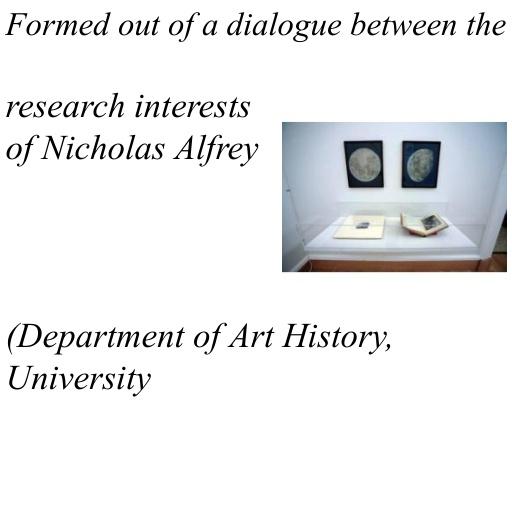 Formed out of a dialogue between the
research interests
of Nicholas Alfrey
(Department of Art History,
University